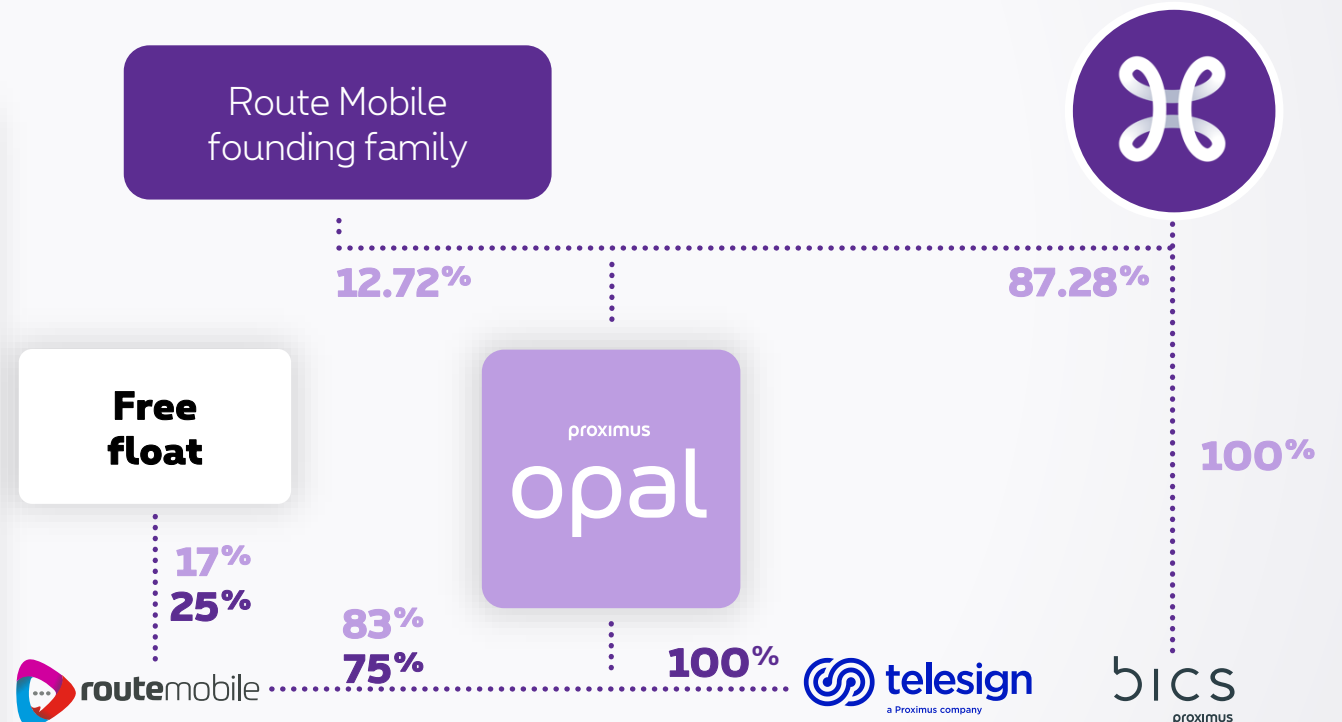 Route Mobile
founding family
12.72%
87.28%
Free
float
proximus
opal
100%
17%
25%
83%
75%
100%
routemobile
telesign
a Proximus company
bics
proximus